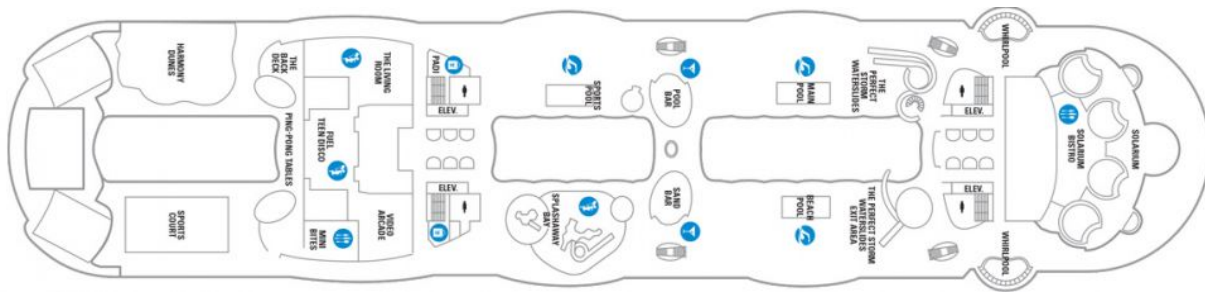 HARMONY
DUNES
THE
BACK
DECK
THE LIVING
ROOM
PADI
ELEV.
SPORTS
POOL
POOL
BAR
MAIN
POOL
THE
PERFECT
STORM
WATERSLIDES
ELEV.
WHIRLPOOL
PING-PONG TABLES
FUEL
TEEN DISCO
SOLARIUM
BISTRO
SOLARIUM
SPORTS
COURT
MINI
BITES
VIDEO
ARCADE
ELEV.
SPLASHAWAY
BAY
SAND
BAR
BEACH
POOL
THE PERFECT STORM
WATERSLIDES
EXIT AREA
ELEV.
WHIRLPOOL